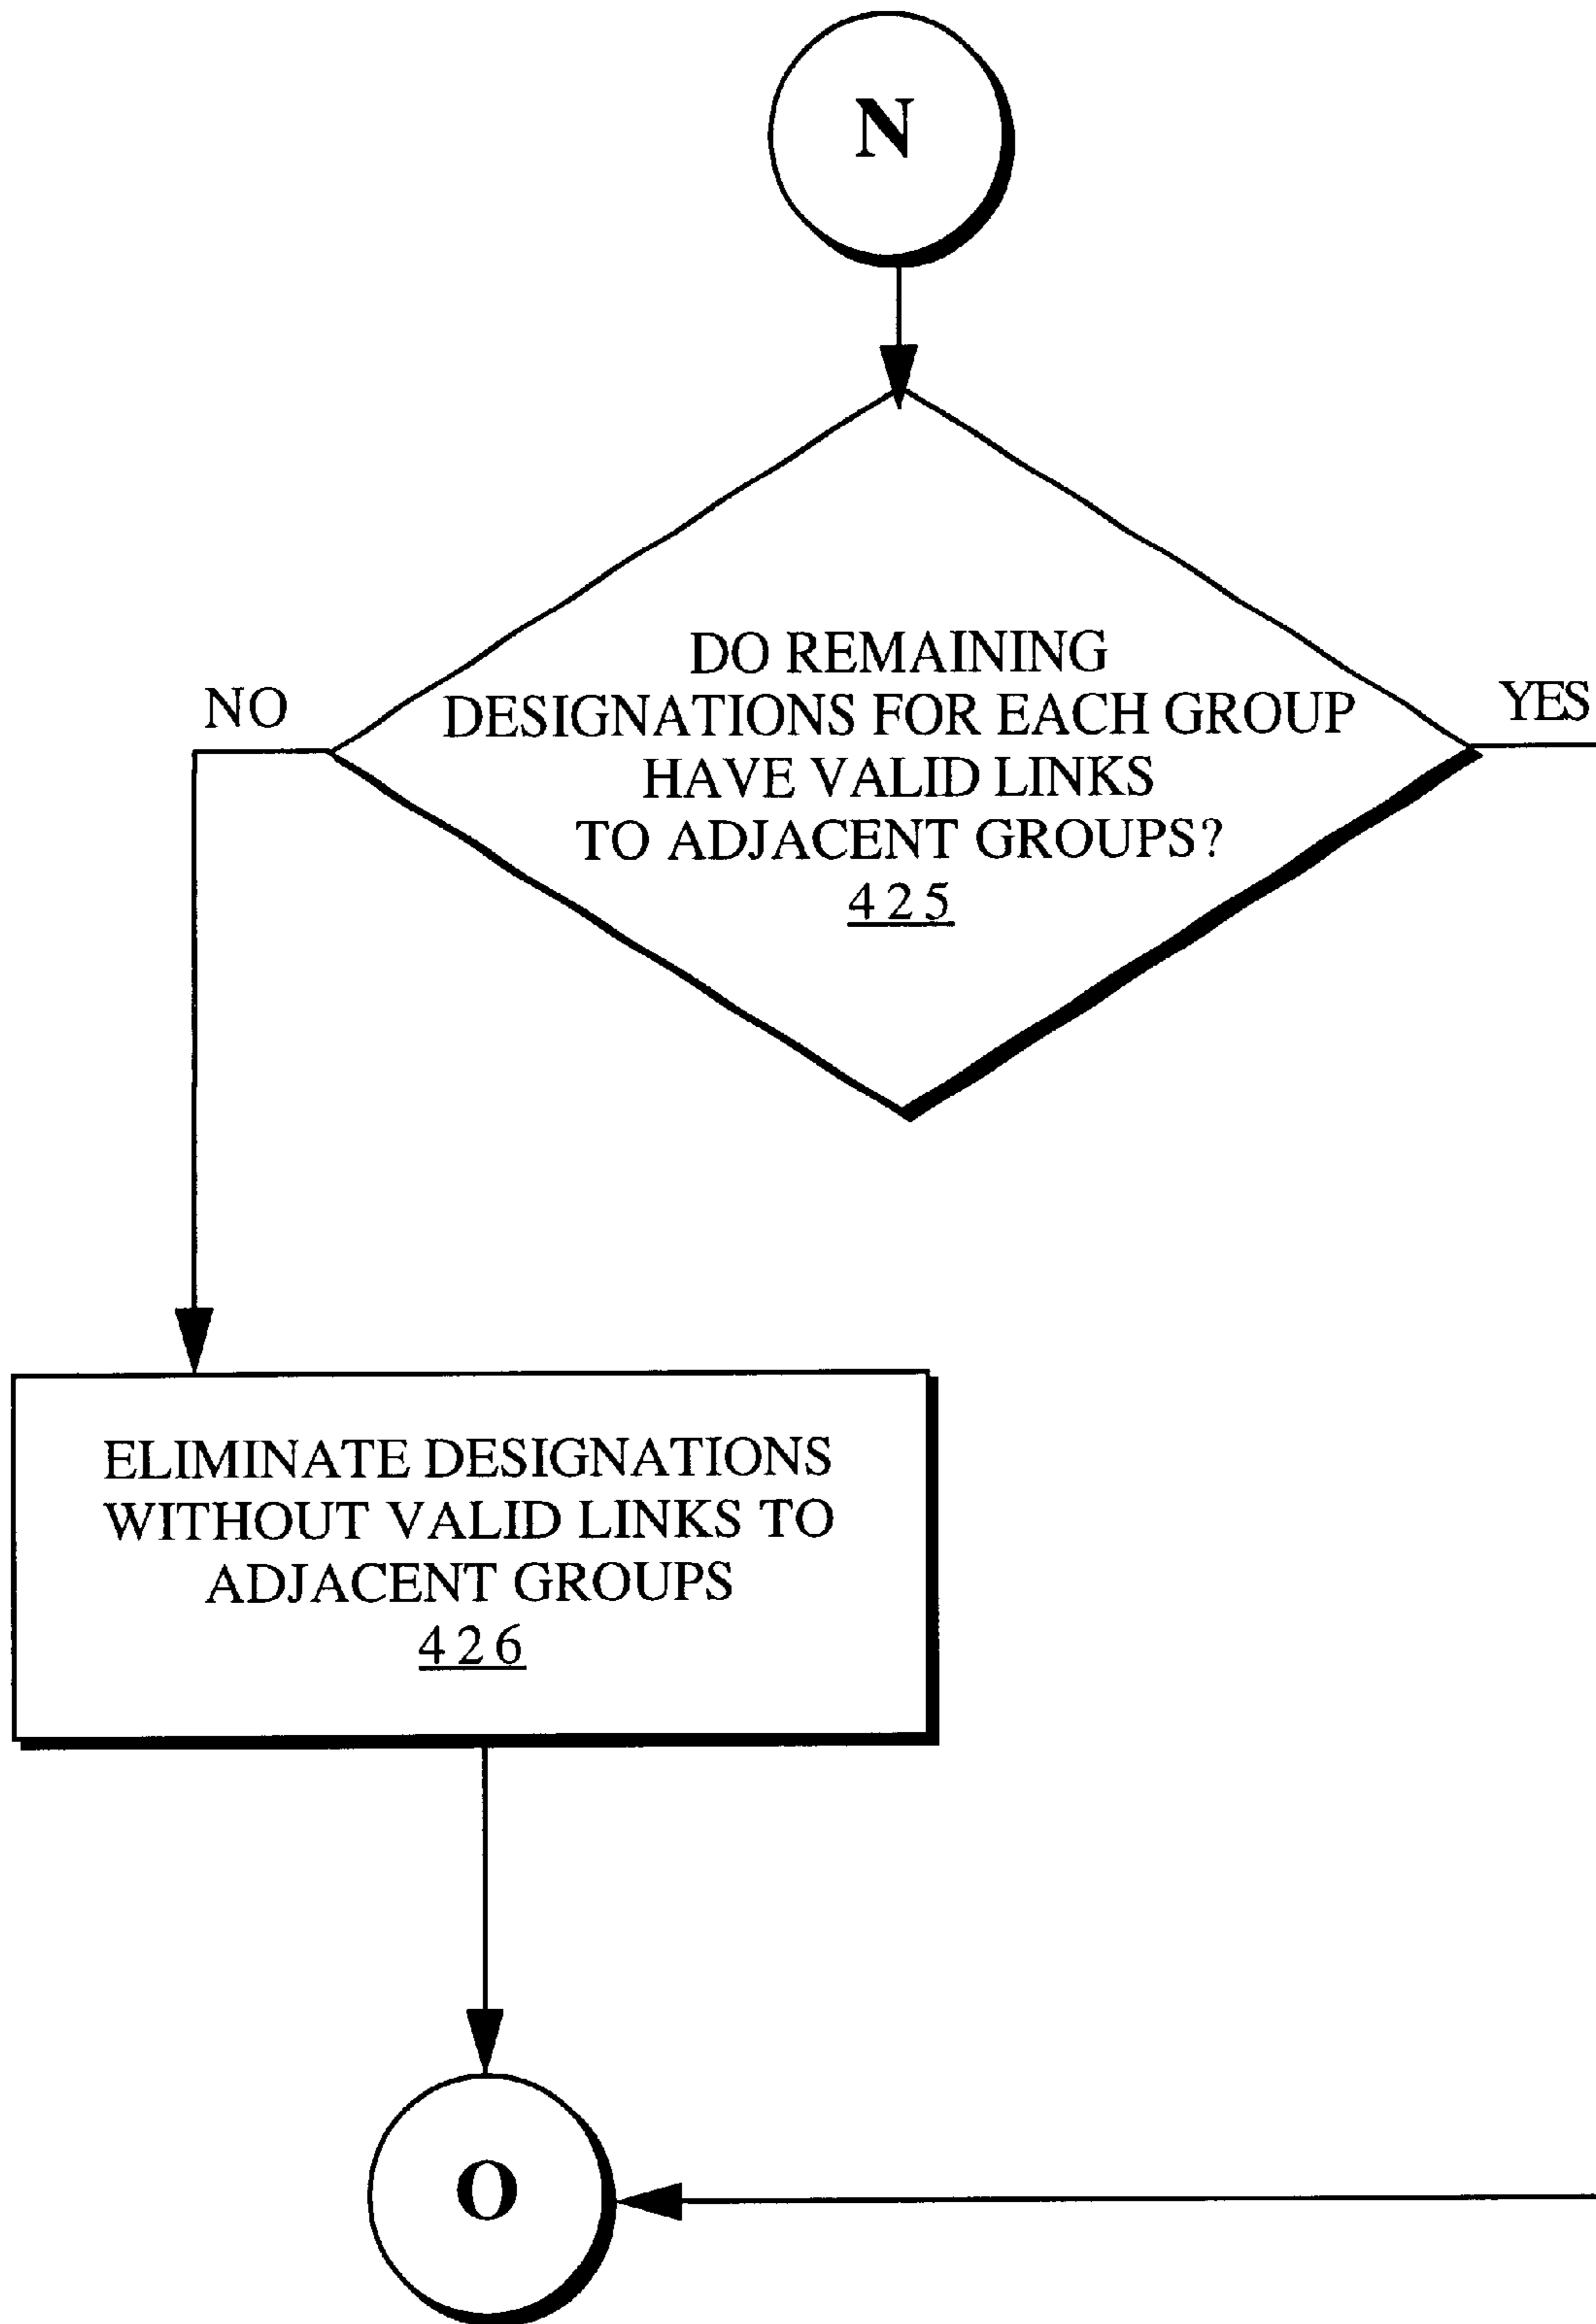 N
DO REMAINING
DESIGNATIONS FOR EACH GROUP
HAVE VALID LINKS
TO ADJACENT GROUPS?
425
NO
YES
ELIMINATE DESIGNATIONS
WITHOUT VALID LINKS TO
ADJACENT GROUPS
426
O